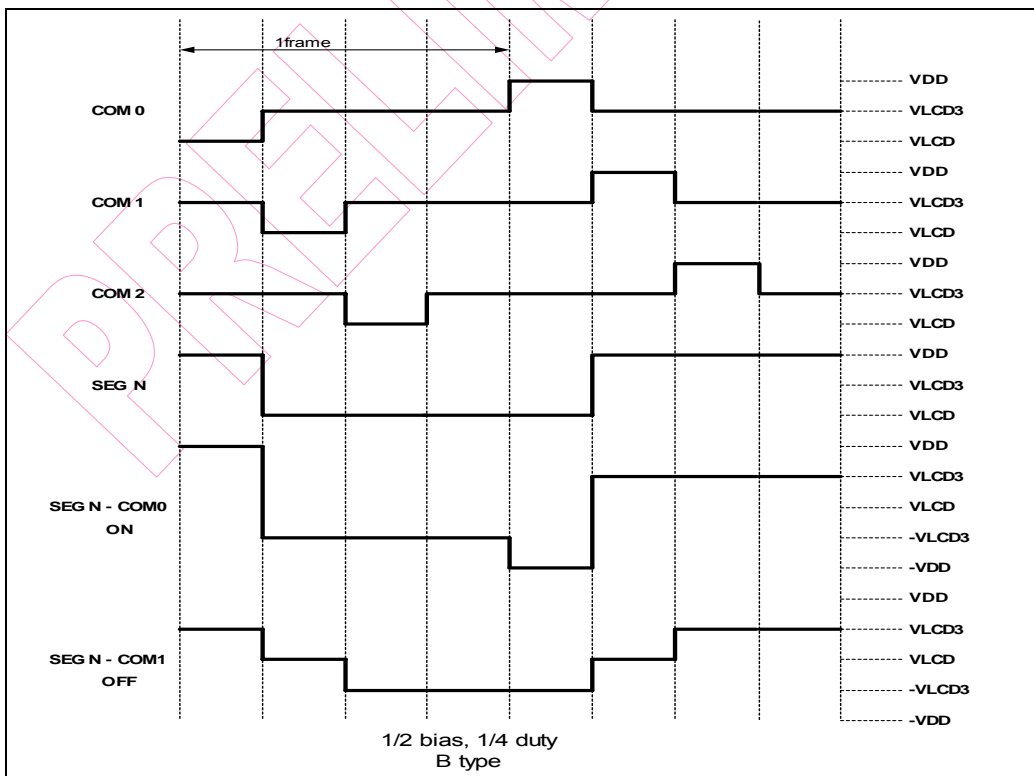 1frame
COM 0
VDD
VLCD3
VLCD
COM 1
VDD
VLCD3
VLCD
COM 2
VDD
VLCD3
VLCD
SEG N
VDD
VLCD3
VLCD
SEG N - COM0
ON
VDD
VLCD3
VLCD
-VLCD3
-VDD
SEG N - COM1
OFF
VDD
VLCD3
VLCD
-VLCD3
-VDD
1/2 bias, 1/4 duty
B type